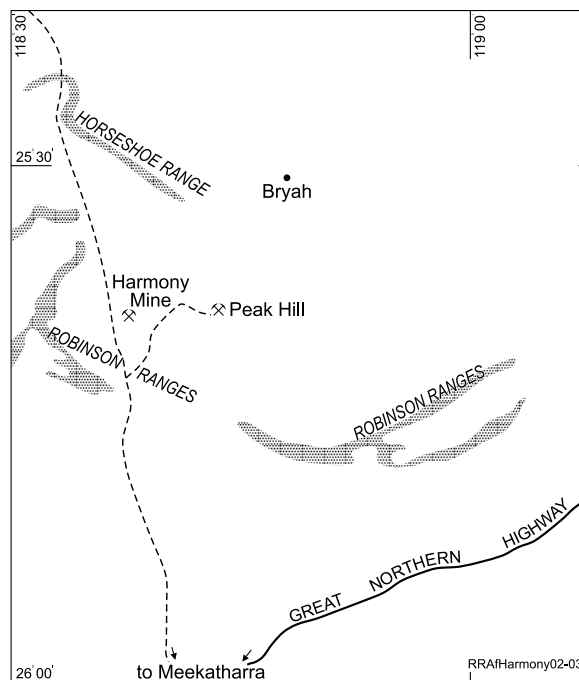 118 30
119 00
HORSESHOE RANGE
25 30
Bryah
Harmony
Mine
Peak Hill
ROBINSON RANGES
ROBINSON RANGES
GREAT NORTHERN HIGHWAY
26 00
to Meekatharra
RRAfHarmony02-03